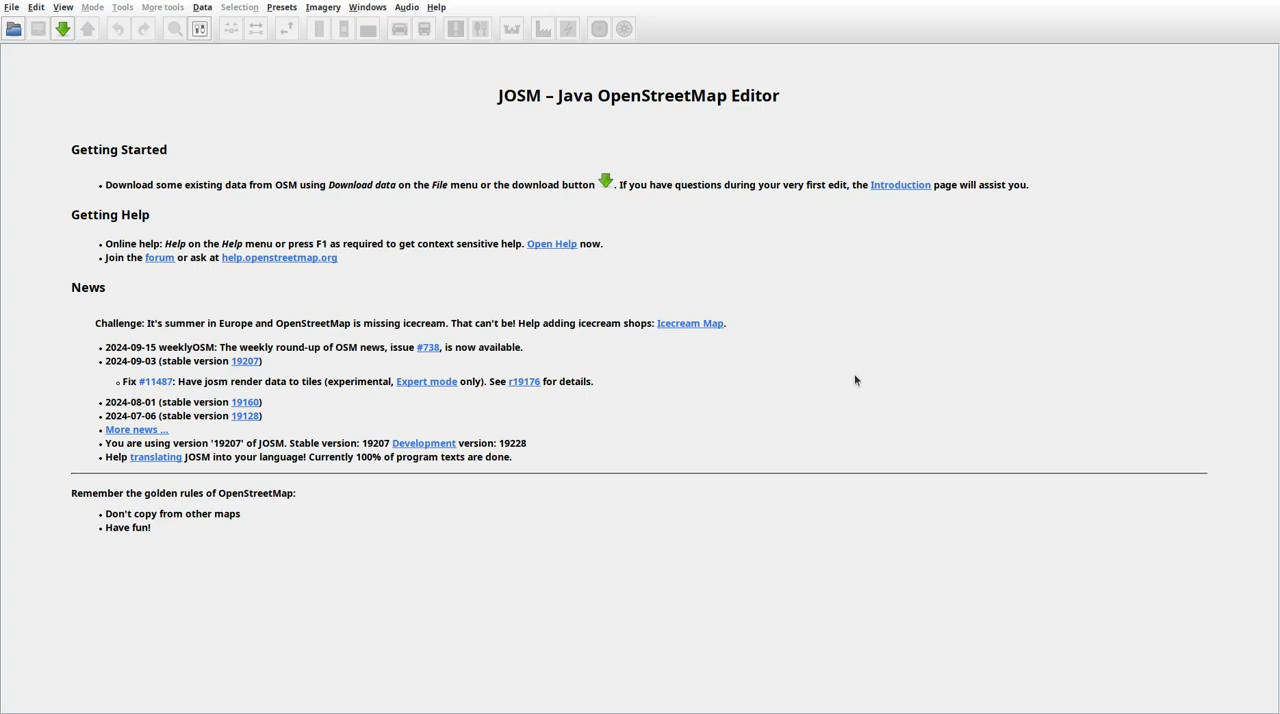 File Edit View Mode Tools More tools Data Selection Presets Imagery Windows Audio Help
JOSM – Java OpenStreetMap Editor
Getting Started
• Download some existing data from OSM using Download data on the File menu or the download button . If you have questions during your very first edit, the Introduction page will assist you.
Getting Help
• Online help: Help on the Help menu or press F1 as required to get context sensitive help. Open Help now.
• Join the forum or ask at help.openstreetmap.org
News
Challenge: It's summer in Europe and OpenStreetMap is missing icecream. That can't be! Help adding icecream shops: Icecream Map.
• 2024-09-15 weeklyOSM: The weekly round-up of OSM news, issue #738, is now available.
• 2024-09-03 (stable version 19207)
◦ Fix #11487: Have josm render data to tiles (experimental, Expert mode only). See r19176 for details.
• 2024-08-01 (stable version 19160)
• 2024-07-06 (stable version 19128)
• More news ...
• You are using version '19207' of JOSM. Stable version: 19207 Development version: 19228
• Help translating JOSM into your language! Currently 100% of program texts are done.
Remember the golden rules of OpenStreetMap:
• Don't copy from other maps
• Have fun!